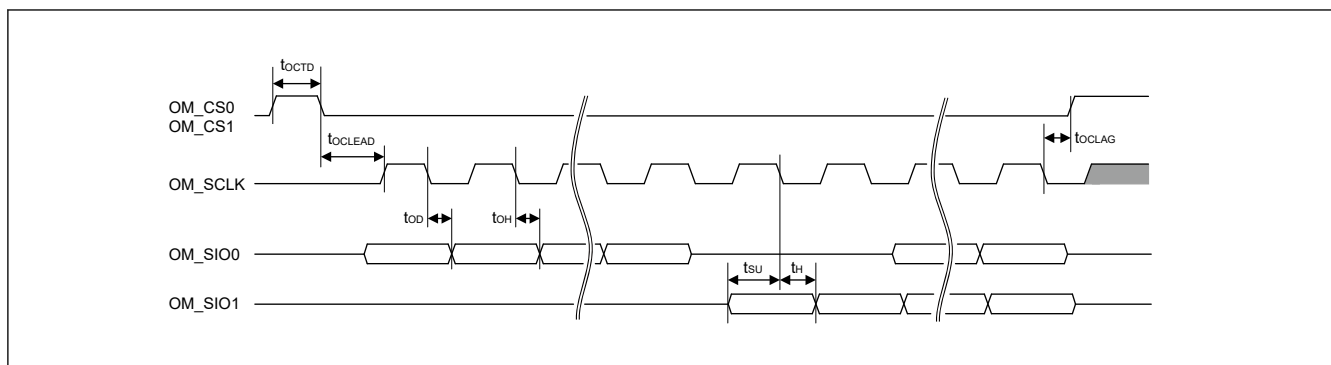 tOCTD
OM_CS0
OM_CS1
tOCLEAD
tOCLAG
OM_SCLK
tOD
tOH
OM_SIO0
tSU
tH
OM_SIO1